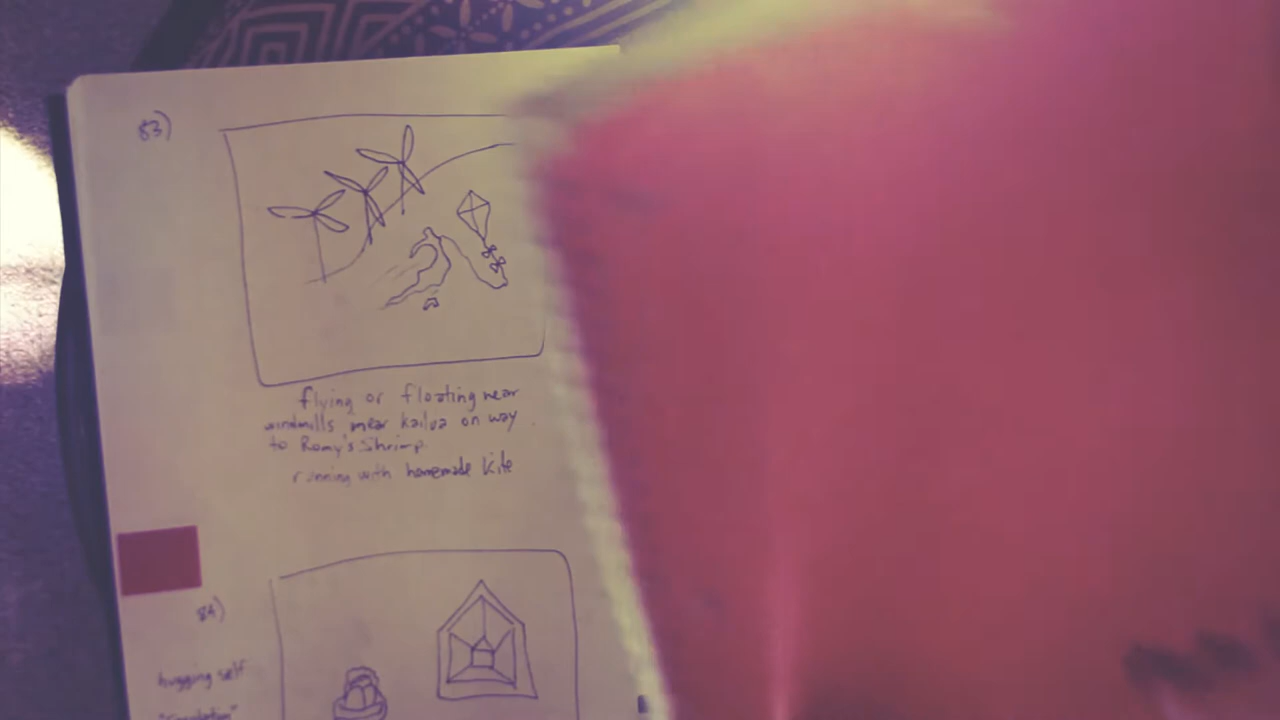 83)
flying or floating near
windmills near kailua on way
to Romy's Shrimp.
running with homemade kite
84)
hugging self